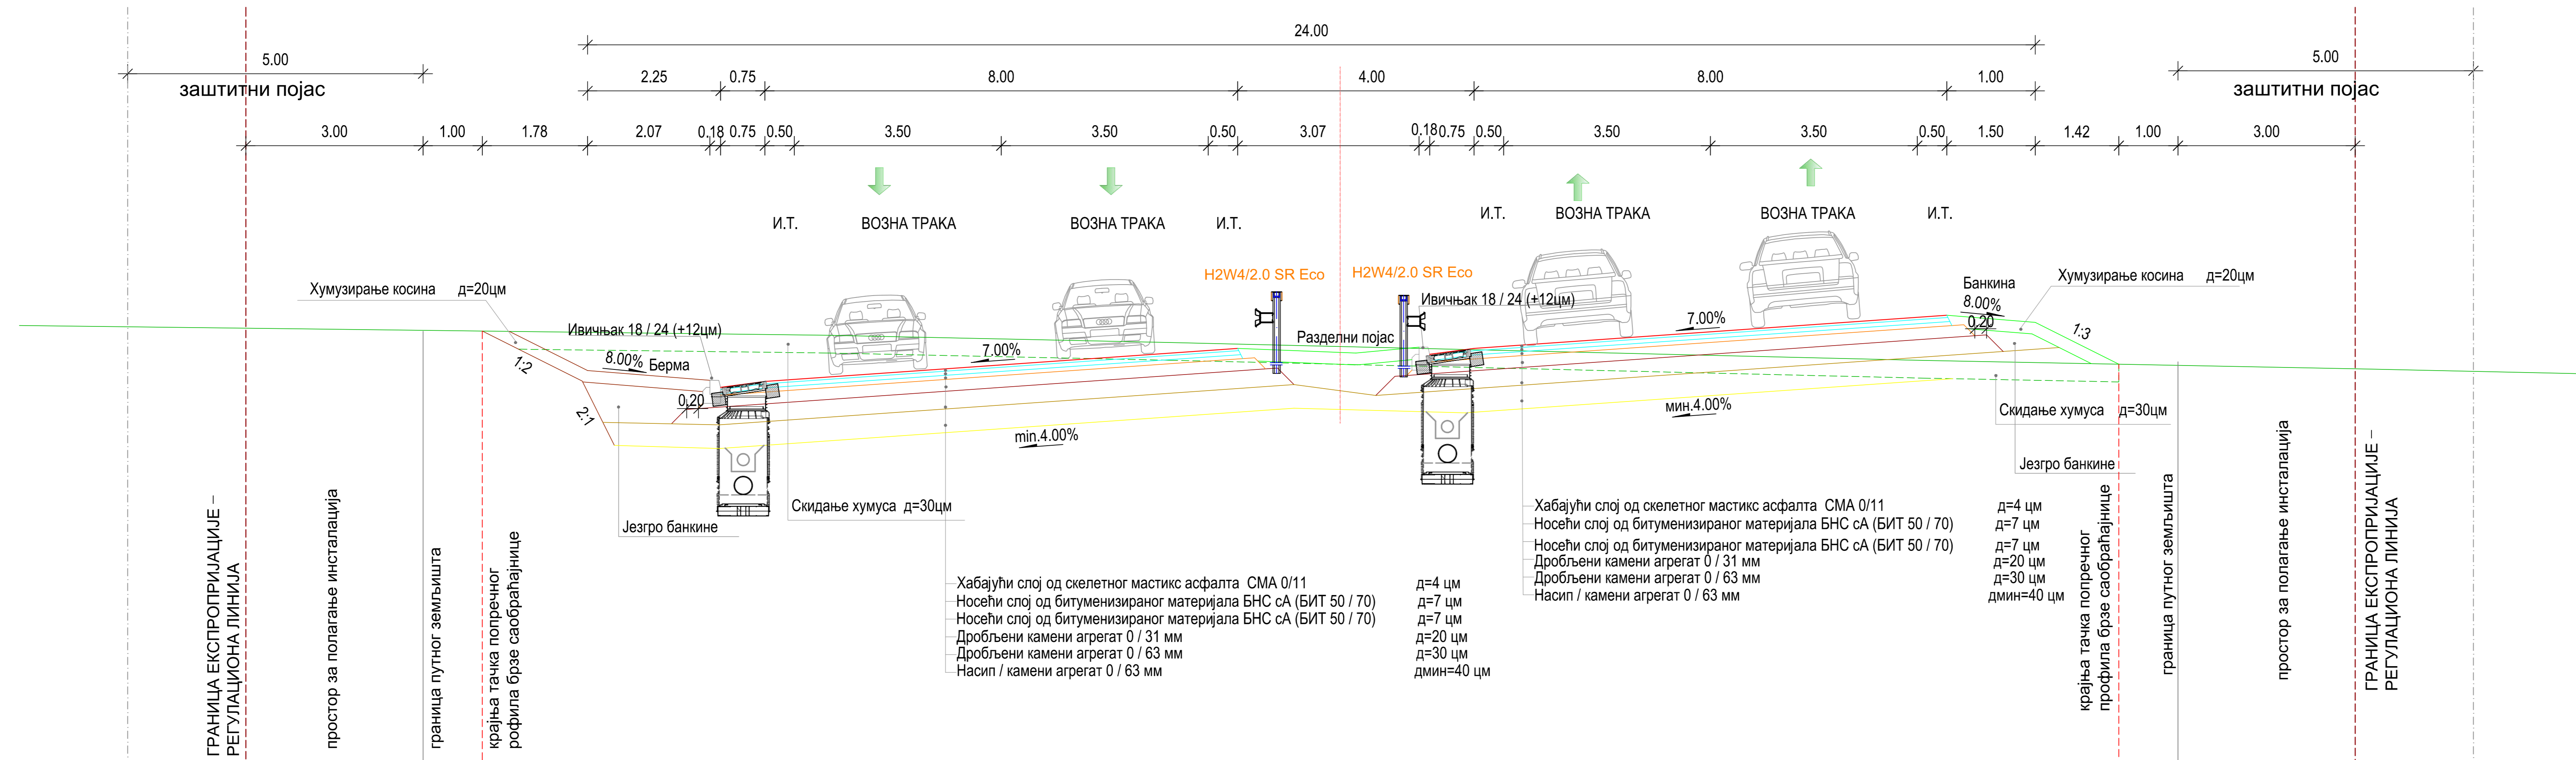 24.00
5.00
5.00
2.25 0.75 8.00 4.00 8.00 1.00
заштитни појас
заштитни појас
3.00 1.00 1.78 2.07 0.18 0.75 0.50 3.50 3.50 0.50 3.07 0.18 0.75 0.50 3.50 3.50 0.50 1.50 1.42 1.00 3.00
И.Т. ВОЗНА ТРАКА ВОЗНА ТРАКА И.Т.
И.Т. ВОЗНА ТРАКА ВОЗНА ТРАКА И.Т.
H2W4/2.0 SR Eco
H2W4/2.0 SR Eco
Хумузирање косина д=20цм
Ивичњак 18 / 24 (+12цм)
1:2
8.00%
Берма
2:1
0.20
7.00%
min.4.00%
Разделни појас
Ивичњак 18 / 24 (+12цм)
7.00%
мин.4.00%
Банкина
8.00%
0.20
Хумузирање косина д=20цм
1:3
Скидање хумуса д=30цм
Језгро банкине
Скидање хумуса д=30цм
Језгро банкине
Хабајући слој од скелетног мастикс асфалта СМА 0/11 д=4 цм
Носећи слој од битуменизираног материјала БНС сА (БИТ 50 / 70) д=7 цм
Носећи слој од битуменизираног материјала БНС сА (БИТ 50 / 70) д=7 цм
Дробљени камени агрегат 0 / 31 мм д=20 цм
Дробљени камени агрегат 0 / 63 мм д=30 цм
Насип / камени агрегат 0 / 63 мм дмин=40 цм
Хабајући слој од скелетног мастикс асфалта СМА 0/11 д=4 цм
Носећи слој од битуменизираног материјала БНС сА (БИТ 50 / 70) д=7 цм
Носећи слој од битуменизираног материјала БНС сА (БИТ 50 / 70) д=7 цм
Дробљени камени агрегат 0 / 31 мм д=20 цм
Дробљени камени агрегат 0 / 63 мм д=30 цм
Насип / камени агрегат 0 / 63 мм дмин=40 цм
ГРАНИЦА ЕКСПРОПРИЈАЦИЈЕ –
РЕГУЛАЦИОНА ЛИНИЈА
простор за полагање инсталација
граница путног земљишта
крајња тачка попречног
рофила брзе саобраћајнице
крајња тачка попречног
профила брзе саобраћајнице
граница путног земљишта
простор за полагање инсталација
ГРАНИЦА ЕКСПРОПРИЈАЦИЈЕ –
РЕГУЛАЦИОНА ЛИНИЈА